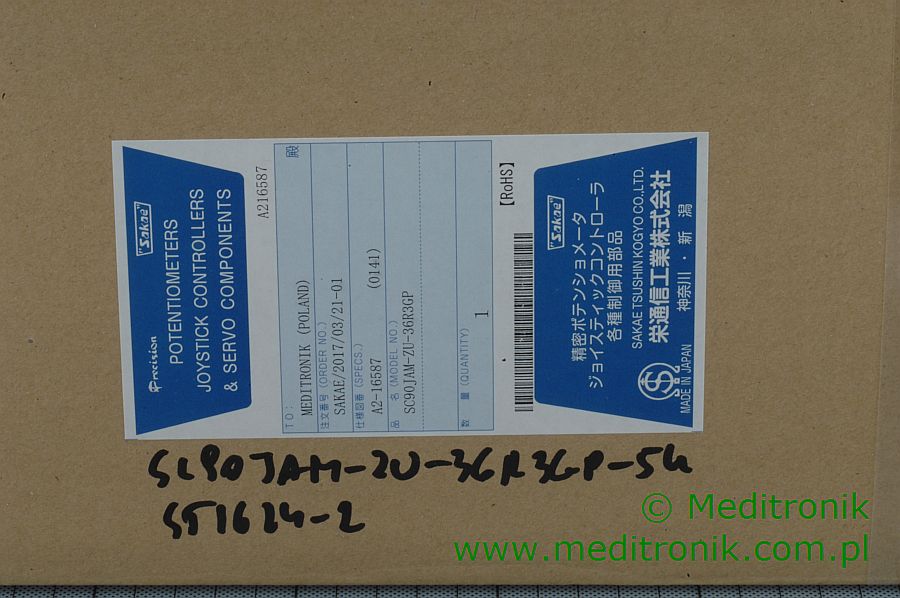 Sakae
Precision
POTENTIOMETERS
JOYSTICK CONTROLLERS
& SERVO COMPONENTS
A216587
殿
TO:
MEDITRONIK (POLAND)
注文番号 (ORDER NO.)
SAKAE/2017/03/21-01
仕様図番 (SPECS.)
A2-16587 (0141)
品 名 (MODEL NO.)
SC90JAM-ZU-36R3GP
数 量 (QUANTITY)
1
【RoHS】
Sakae
精密ポテンショメータ
ジョイスティックコントローラ
各種制御用部品
SAKAE TSUSHIN KOGYO CO.,LTD.
栄通信工業株式会社
神奈川・新潟
MADE IN JAPAN
SC90JAM-ZU-36R3GP-5k
ST1624-2
© Meditronik
www.meditronik.com.pl